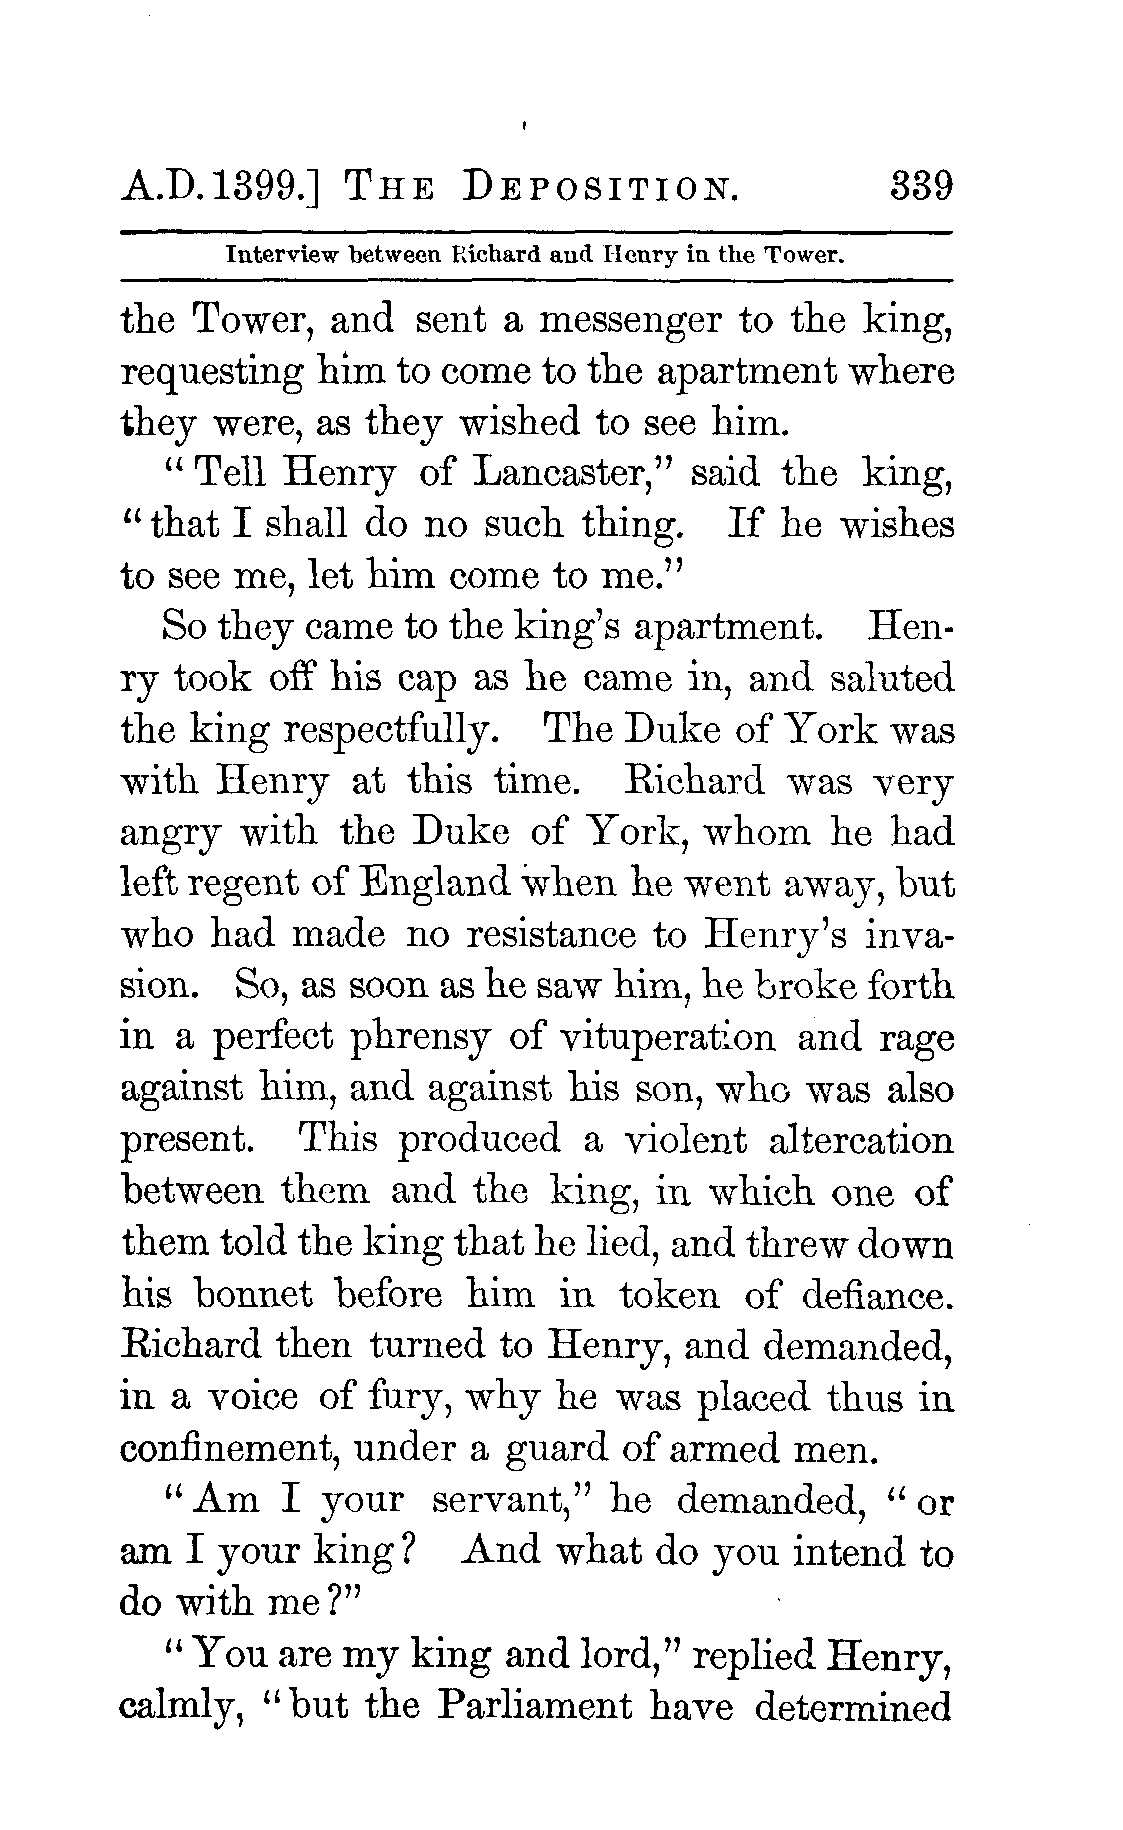 A.D. 1399.] THE DEPOSITION. 339
Interview between Richard and Henry in the Tower.
the Tower, and sent a messenger to the king,
requesting him to come to the apartment where
they were, as they wished to see him.
"Tell Henry of Lancaster," said the king,
"that I shall do no such thing. If he wishes
to see me, let him come to me."
So they came to the king's apartment. Hen-
ry took off his cap as he came in, and saluted
the king respectfully. The Duke of York was
with Henry at this time. Richard was very
angry with the Duke of York, whom he had
left regent of England when he went away, but
who had made no resistance to Henry's inva-
sion. So, as soon as he saw him, he broke forth
in a perfect phrensy of vituperation and rage
against him, and against his son, who was also
present. This produced a violent altercation
between them and the king, in which one of
them told the king that he lied, and threw down
his bonnet before him in token of defiance.
Richard then turned to Henry, and demanded,
in a voice of fury, why he was placed thus in
confinement, under a guard of armed men.
"Am I your servant," he demanded, "or
am I your king? And what do you intend to
do with me?"
"You are my king and lord," replied Henry,
calmly, "but the Parliament have determined